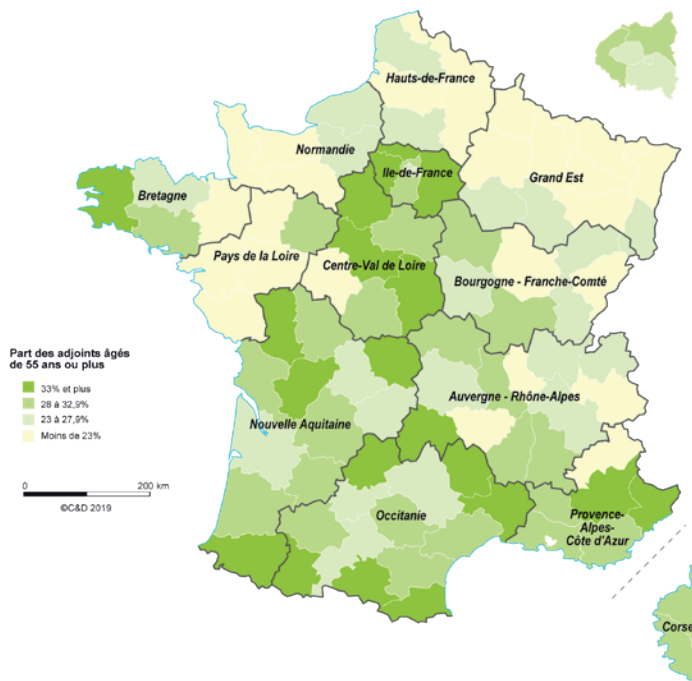 Hauts-de-France
Normandie
Ile-de-France
Grand Est
Bretagne
Pays de la Loire
Centre-Val de Loire
Bourgogne - Franche-Comté
Part des adjoints âgés
de 55 ans ou plus
33% et plus
28 à 32,9%
23 à 27,9%
Moins de 23%
Auvergne - Rhône-Alpes
Nouvelle Aquitaine
0
200 km
©C&D 2019
Occitanie
Provence-
Alpes-
Côte d'Azur
Corse